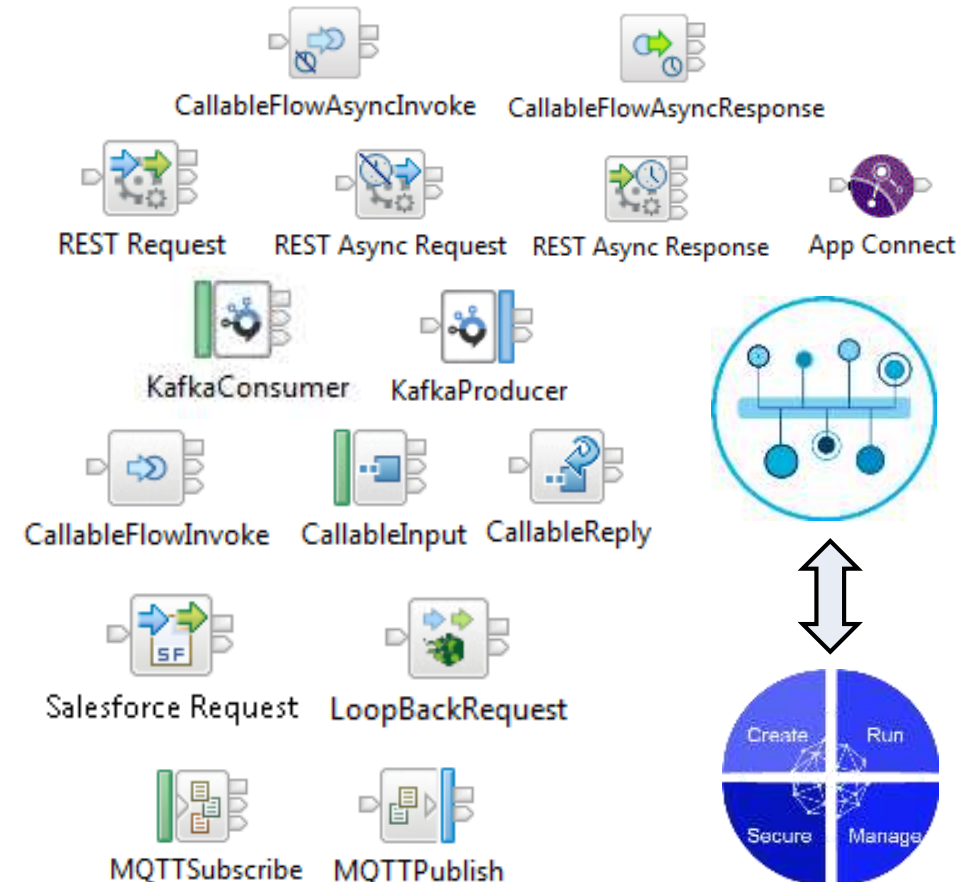 CallableFlowAsyncInvoke
CallableFlowAsyncResponse
REST Request
REST Async Request
REST Async Response
App Connect
KafkaConsumer
KafkaProducer
CallableFlowInvoke
CallableInput
CallableReply
SF
Salesforce Request
LoopBackRequest
Create
Run
Secure
Manage
MQTTSubscribe
MQTTPublish